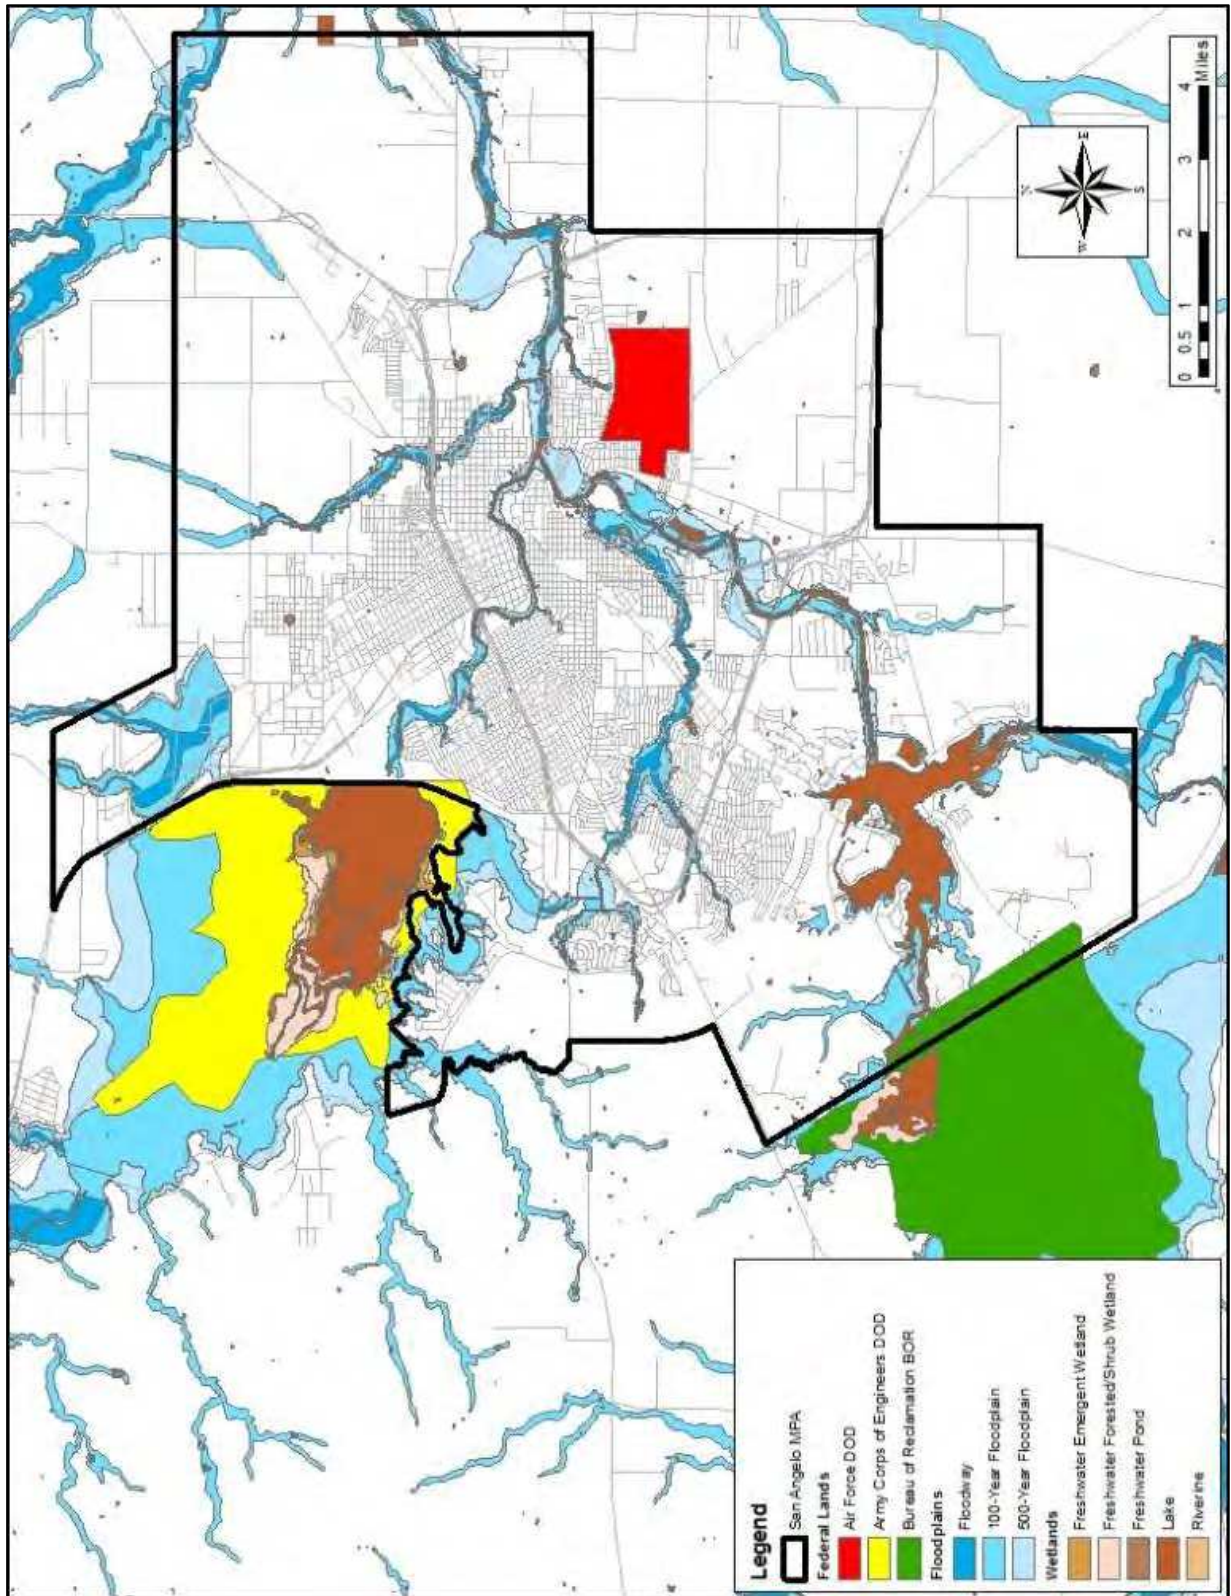 Legend
San Angelo MPA
Federal Lands
Air Force DOD
Army Corps of Engineers DOD
Bureau of Reclamation BOR
Floodplains
Floodway
100-Year Floodplain
500-Year Floodplain
Wetlands
Freshwater Emergent Wetland
Freshwater Forested/Shrub Wetland
Freshwater Pond
Lake
Riverine
N
W E
S
0 0.5 1 2 3 4
Miles